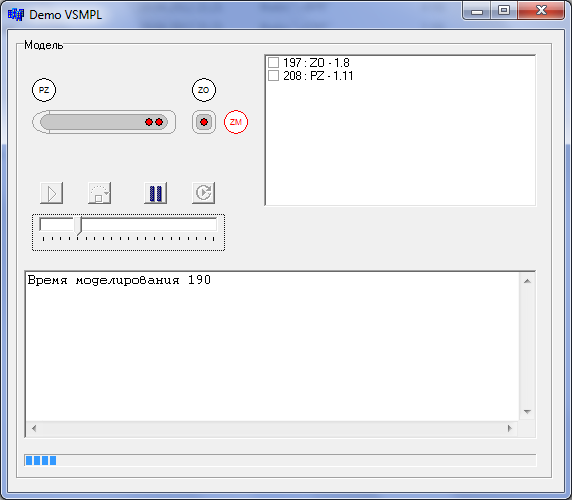 Demo VSMPL
Модель
PZ
ZO
ZM
197 : ZO - 1.8
208 : PZ - 1.11
Время моделирования 190